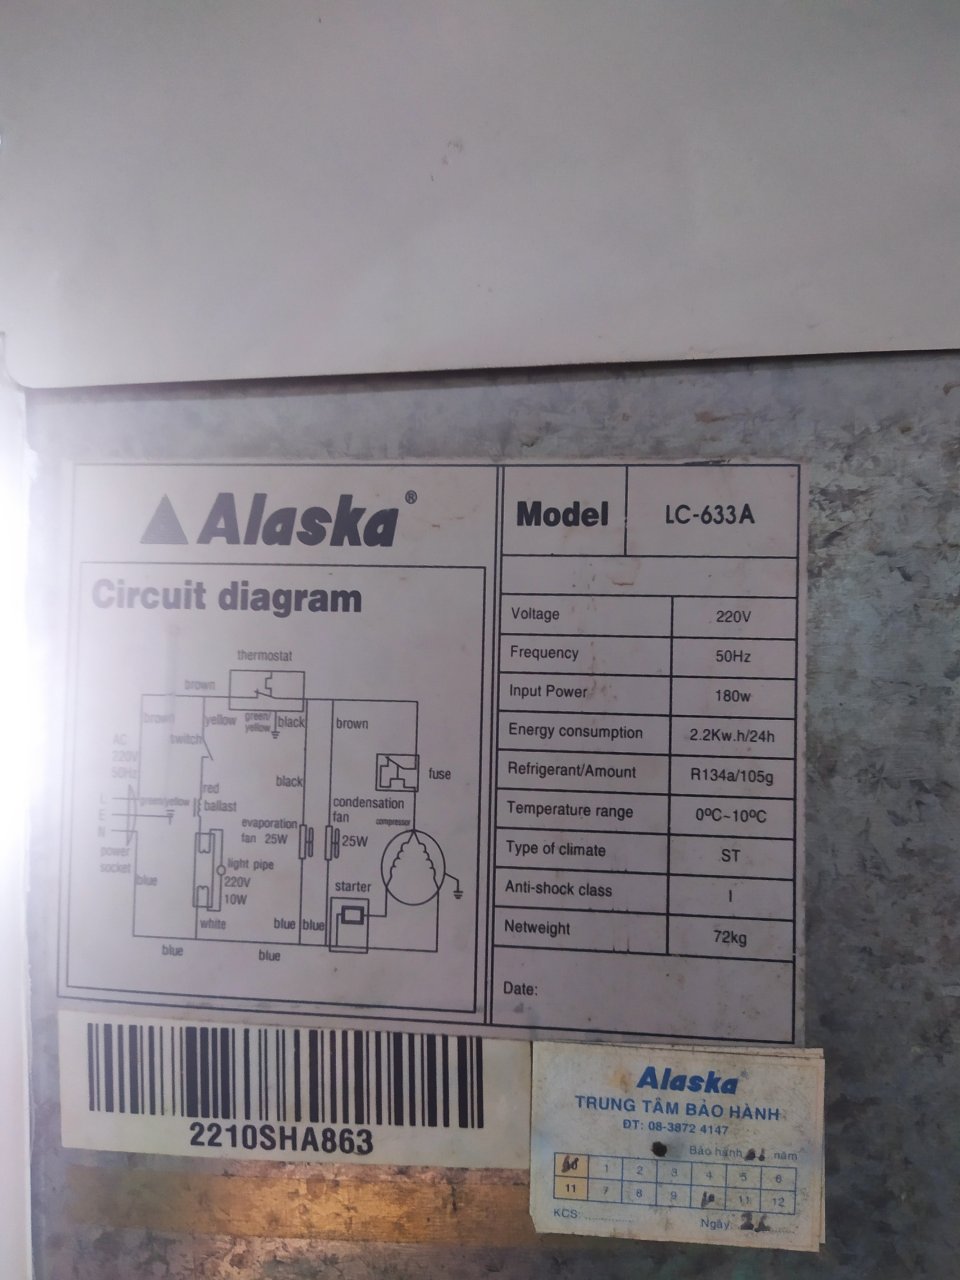 Alaska®
Model LC-633A
Circuit diagram
thermostat
brown
brown
yellow
green/
yellow
black
brown
switch
AC
220V
50Hz
black
fuse
red
ballast
L
green/yellow
E
N
condensation
fan
25W
compressor
evaporation
fan 25W
power
socket
light pipe
220V
10W
blue
starter
white
blue
blue
blue
blue
Voltage 220V
Frequency 50Hz
Input Power 180w
Energy consumption 2.2Kw.h/24h
Refrigerant/Amount R134a/105g
Temperature range 0ºC~10ºC
Type of climate ST
Anti-shock class I
Netweight 72kg
Date:
2210SHA863
Alaska
TRUNG TÂM BẢO HÀNH
ĐT: 08-3872 4147
Bảo hành năm
1 2 3 4 5 6
11 7 8 9 11 12
KCS:
Ngày: